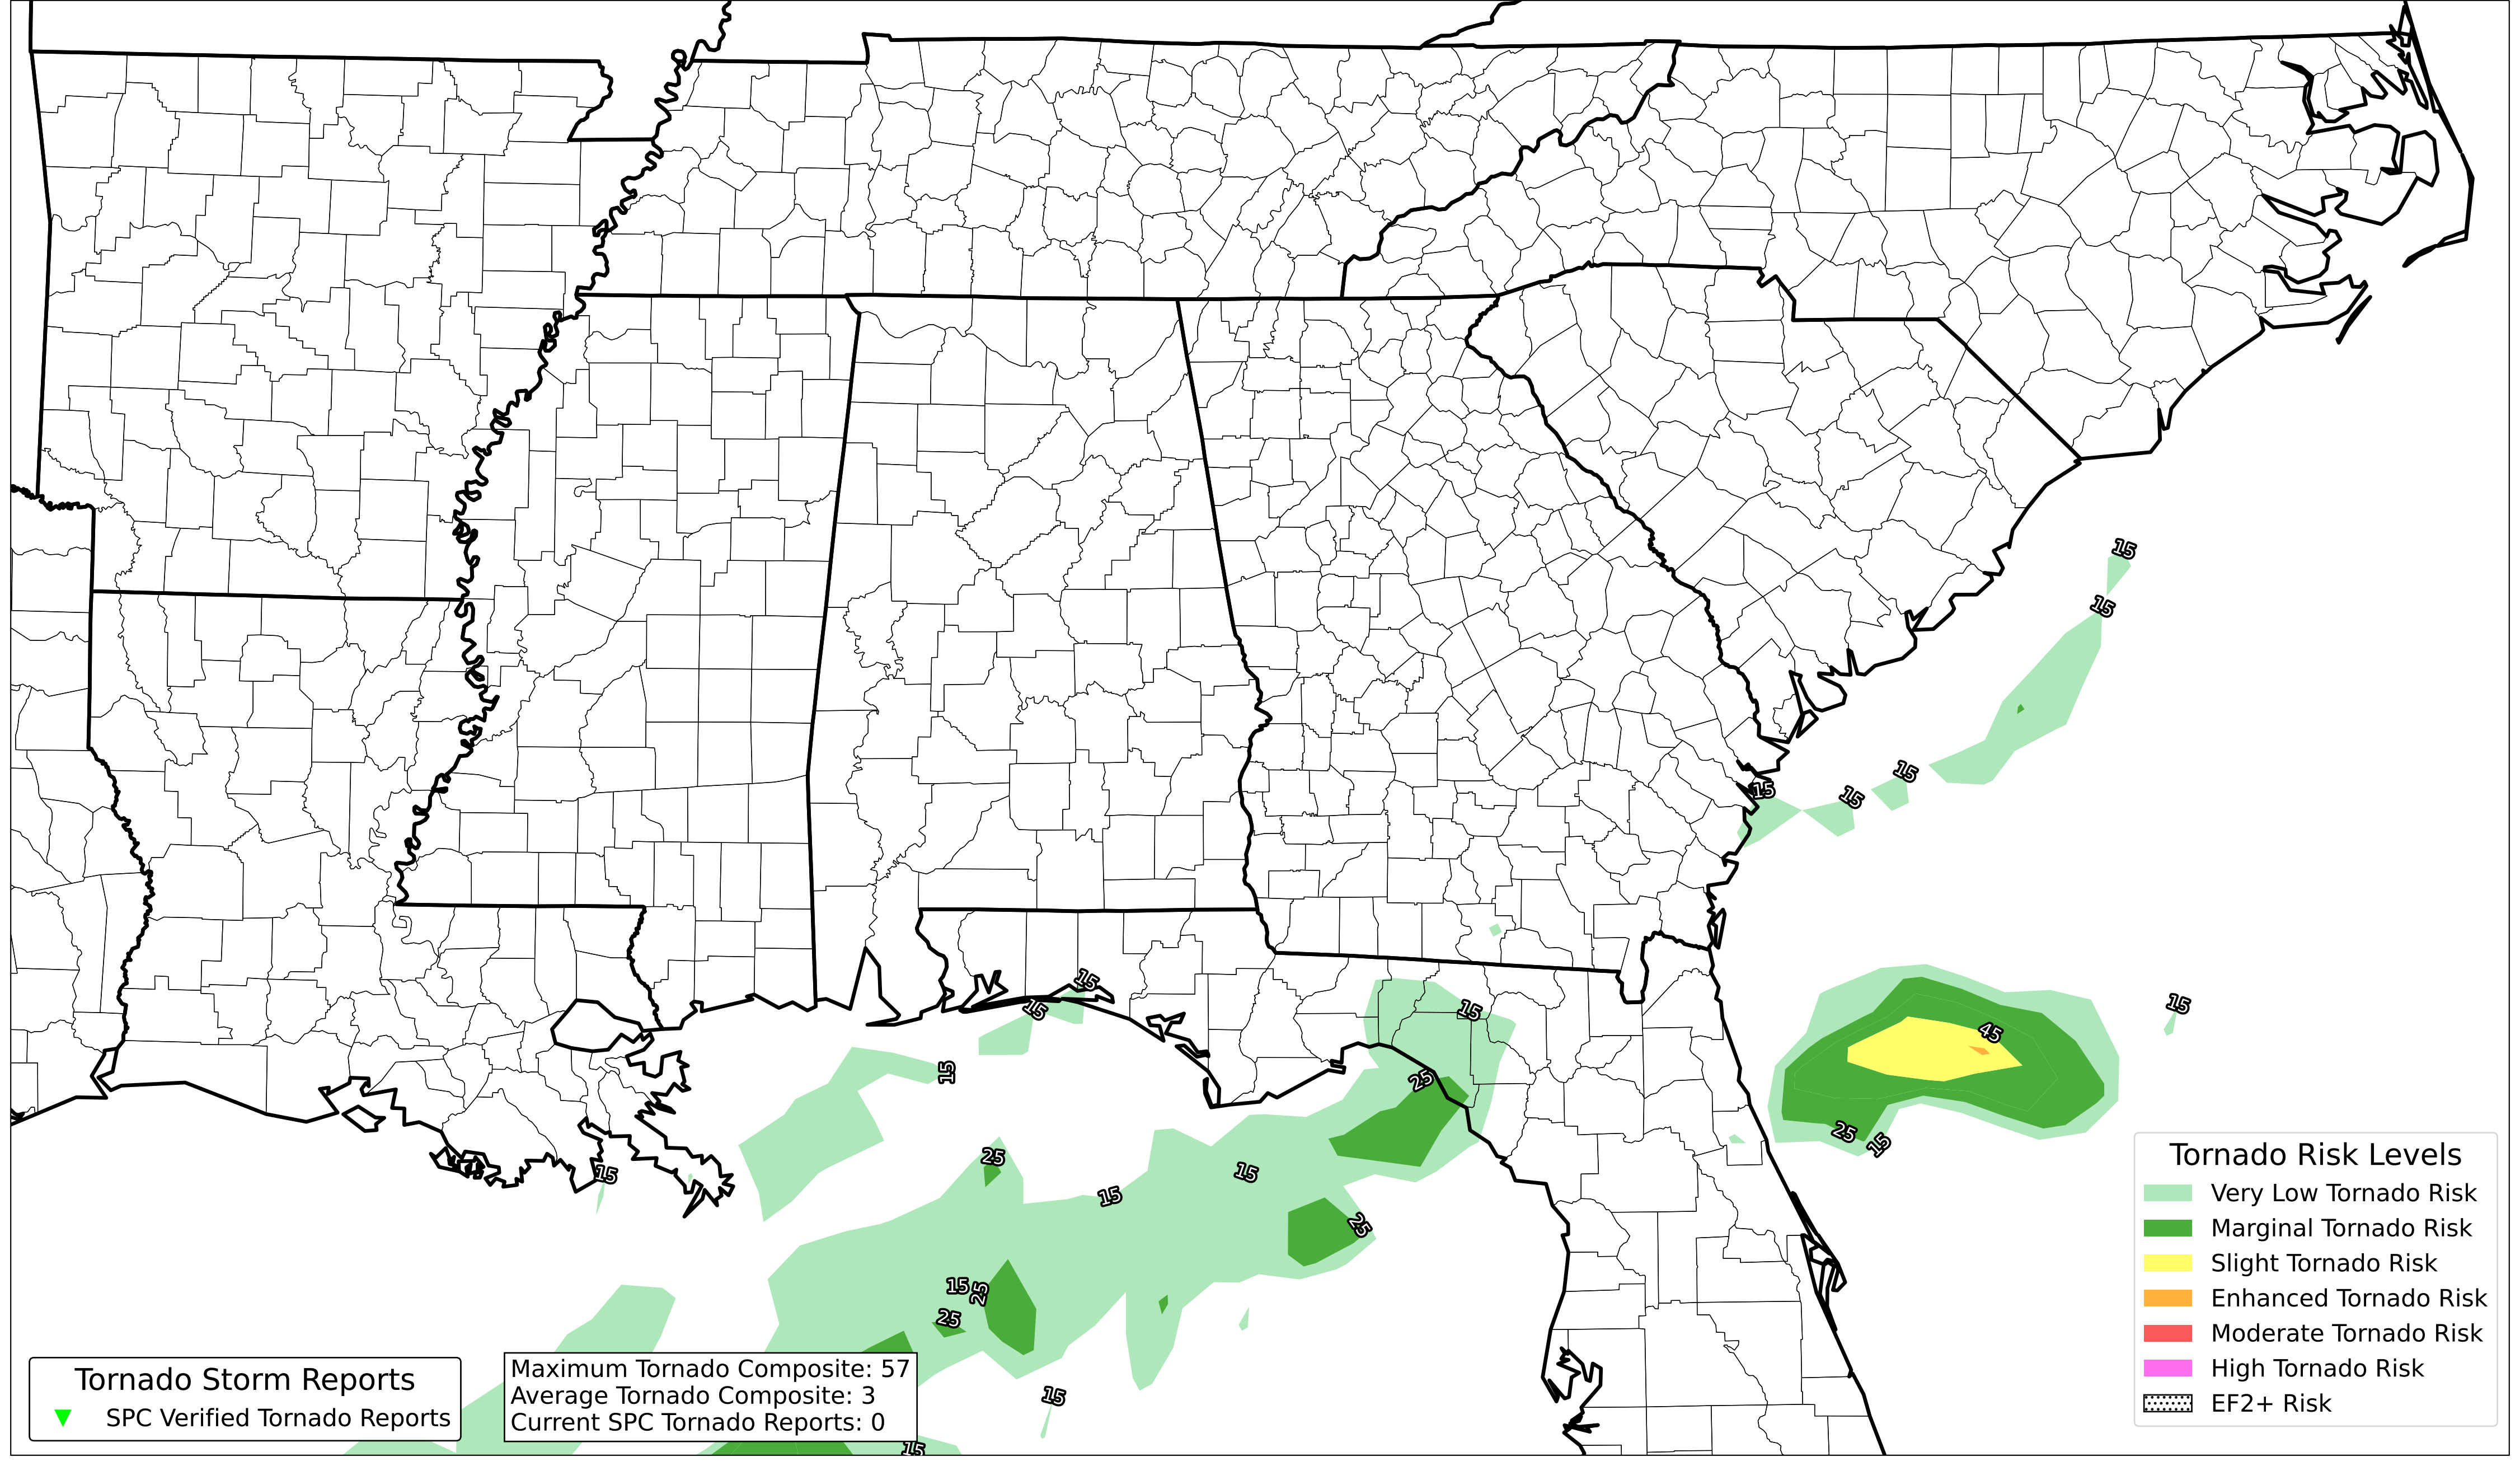 15
15
15
15
15
15
15
15
15
45
15
25
15
25
15
25
15
15
15
25
15
25
25
15
15
Tornado Risk Levels
Very Low Tornado Risk
Marginal Tornado Risk
Slight Tornado Risk
Enhanced Tornado Risk
Moderate Tornado Risk
High Tornado Risk
EF2+ Risk
Tornado Storm Reports
SPC Verified Tornado Reports
Maximum Tornado Composite: 57
Average Tornado Composite: 3
Current SPC Tornado Reports: 0